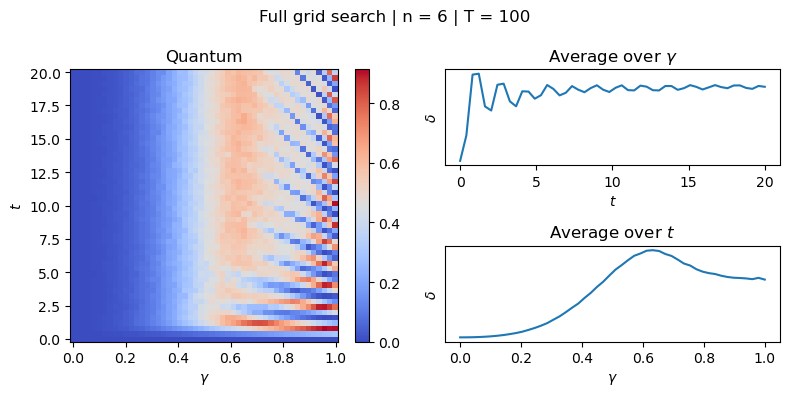 Full grid search | n = 6 | T = 100
Quantum
20.0
17.5
15.0
12.5
10.0
7.5
5.0
2.5
0.0
t
0.0 0.2 0.4 0.6 0.8 1.0
γ
0.8
0.6
0.4
0.2
0.0
Average over γ
δ
0 5 10 15 20
t
Average over t
δ
0.0 0.2 0.4 0.6 0.8 1.0
γ